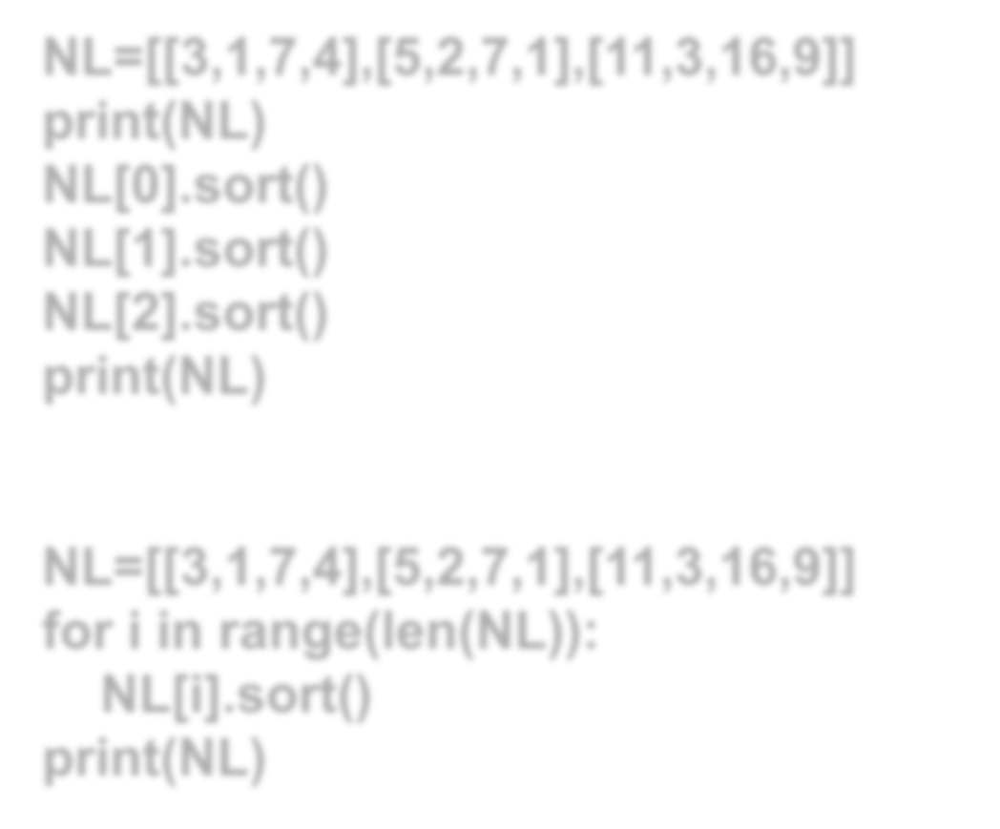 NL=[[3,1,7,4],[5,2,7,1],[11,3,16,9]]
print(NL)
NL[0].sort()
NL[1].sort()
NL[2].sort()
print(NL)
NL=[[3,1,7,4],[5,2,7,1],[11,3,16,9]]
for i in range(len(NL)):
    NL[i].sort()
print(NL)